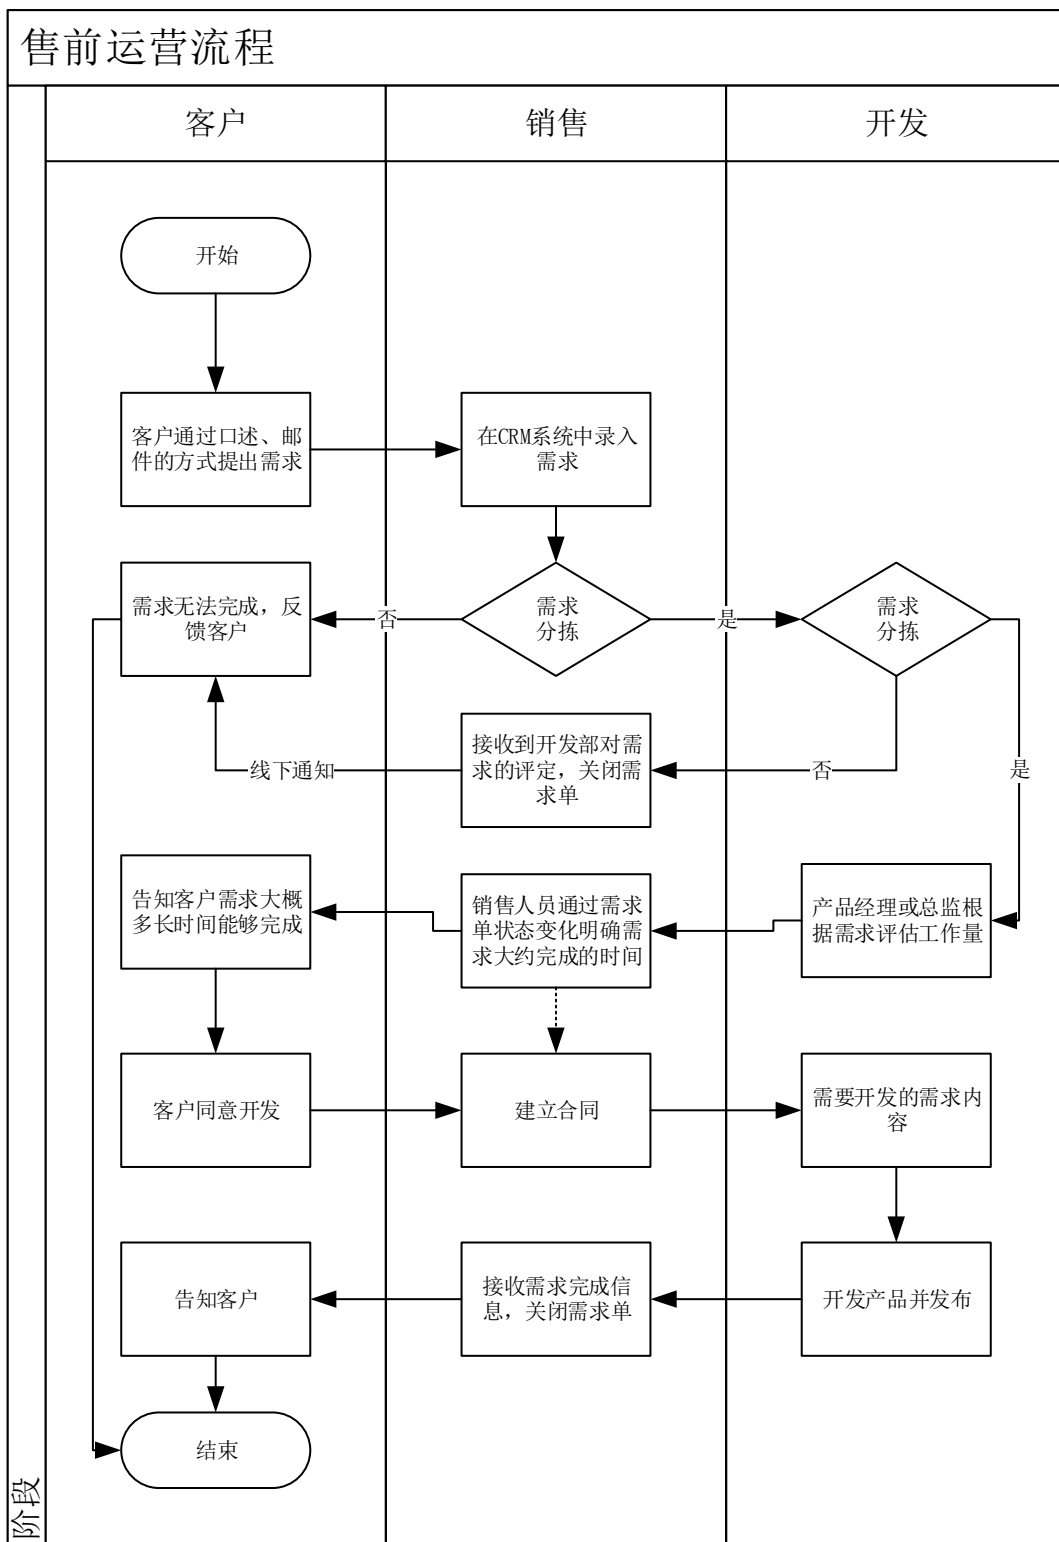 售前运营流程
客户
销售
开发
开始
客户通过口述、邮
件的方式提出需求
在CRM系统中录入
需求
需求无法完成，反
馈客户
否
需求
分拣
是
需求
分拣
接收到开发部对需
求的评定，关闭需
求单
线下通知
否
是
告知客户需求大概
多长时间能够完成
销售人员通过需求
单状态变化明确需
求大约完成的时间
产品经理或总监根
据需求评估工作量
客户同意开发
建立合同
需要开发的需求内
容
告知客户
接收需求完成信
息，关闭需求单
开发产品并发布
结束
阶段